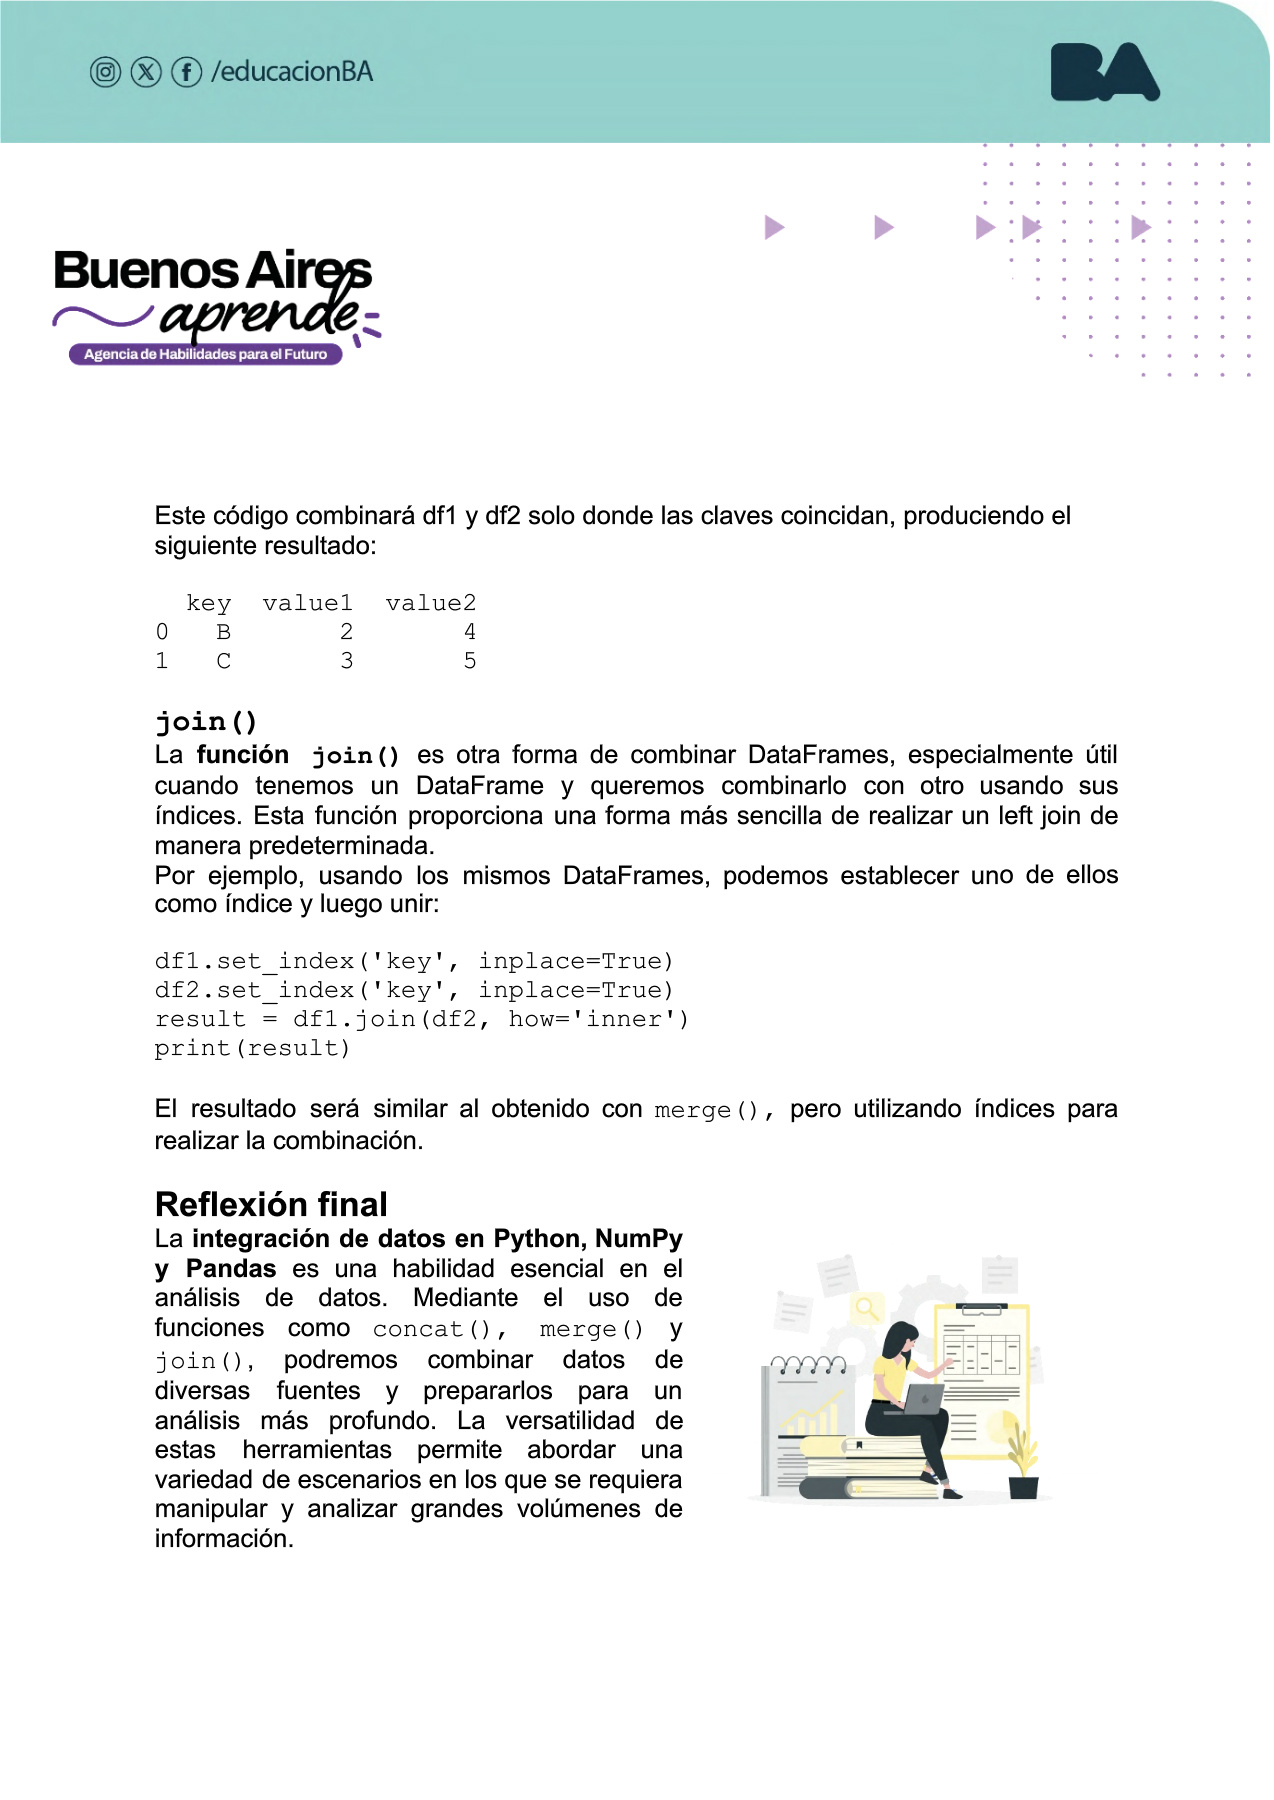 /educacionBA
BA
Buenos Aires
aprende
Agencia de Habilidades para el Futuro
Este código combinará df1 y df2 solo donde las claves coincidan, produciendo el
siguiente resultado:
  key  value1  value2
0   B       2       4
1   C       3       5
join()
La función join() es otra forma de combinar DataFrames, especialmente útil
cuando tenemos un DataFrame y queremos combinarlo con otro usando sus
índices. Esta función proporciona una forma más sencilla de realizar un left join de
manera predeterminada.
Por ejemplo, usando los mismos DataFrames, podemos establecer uno de ellos
como índice y luego unir:
df1.set_index('key', inplace=True)
df2.set_index('key', inplace=True)
result = df1.join(df2, how='inner')
print(result)
El resultado será similar al obtenido con merge(), pero utilizando índices para
realizar la combinación.
Reflexión final
La integración de datos en Python, NumPy
y Pandas es una habilidad esencial en el
análisis de datos. Mediante el uso de
funciones como concat(), merge() y
join(), podremos combinar datos de
diversas fuentes y prepararlos para un
análisis más profundo. La versatilidad de
estas herramientas permite abordar una
variedad de escenarios en los que se requiera
manipular y analizar grandes volúmenes de
información.